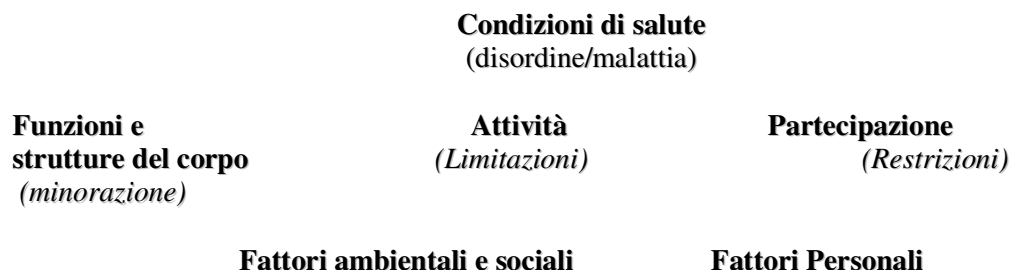 Condizioni di salute
(disordine/malattia)
Funzioni e Attività Partecipazione
strutture del corpo (Limitazioni) (Restrizioni)
(minorazione)
Fattori ambientali e sociali Fattori Personali